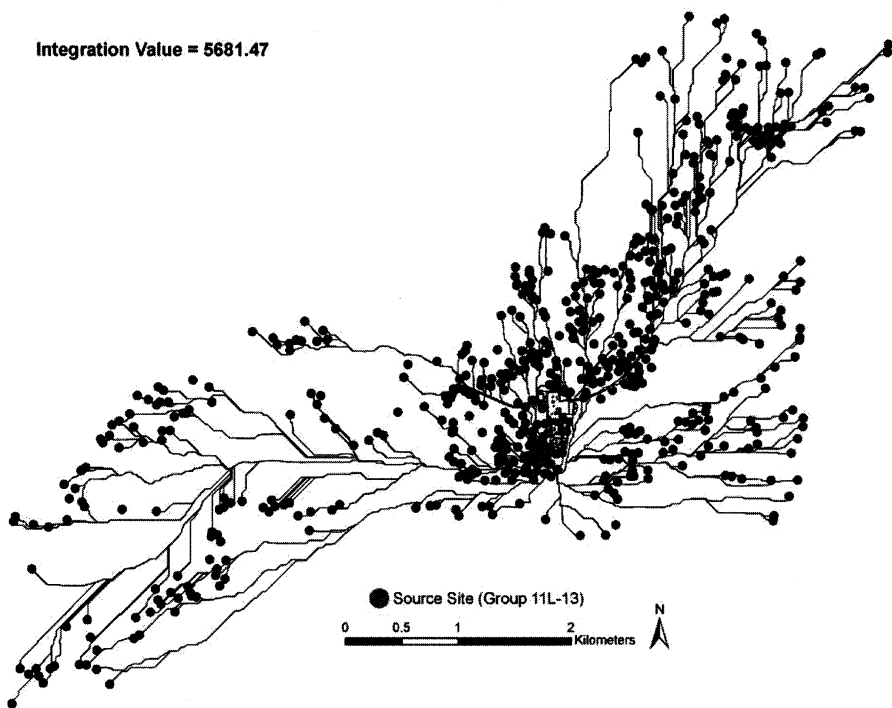 Integration Value = 5681.47
Source Site (Group 11L-13)
N
0 0.5 1 2
Kilometers